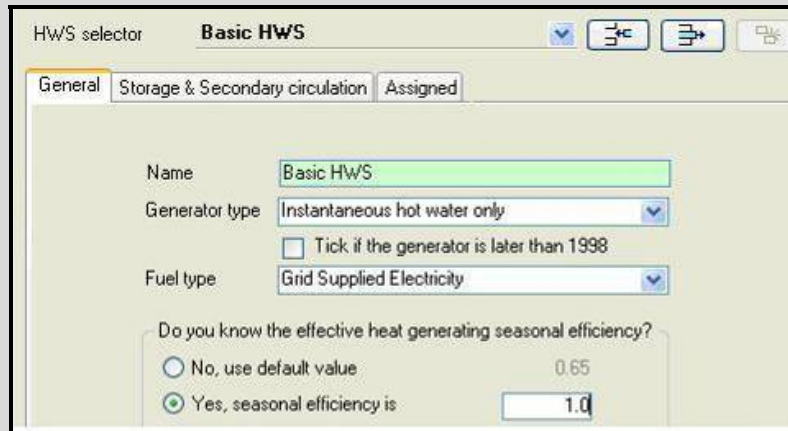 HWS selector Basic HWS
General Storage & Secondary circulation Assigned
Name Basic HWS
Generator type Instantaneous hot water only
Tick if the generator is later than 1998
Fuel type Grid Supplied Electricity
Do you know the effective heat generating seasonal efficiency?
No, use default value 0.65
Yes, seasonal efficiency is 1.0